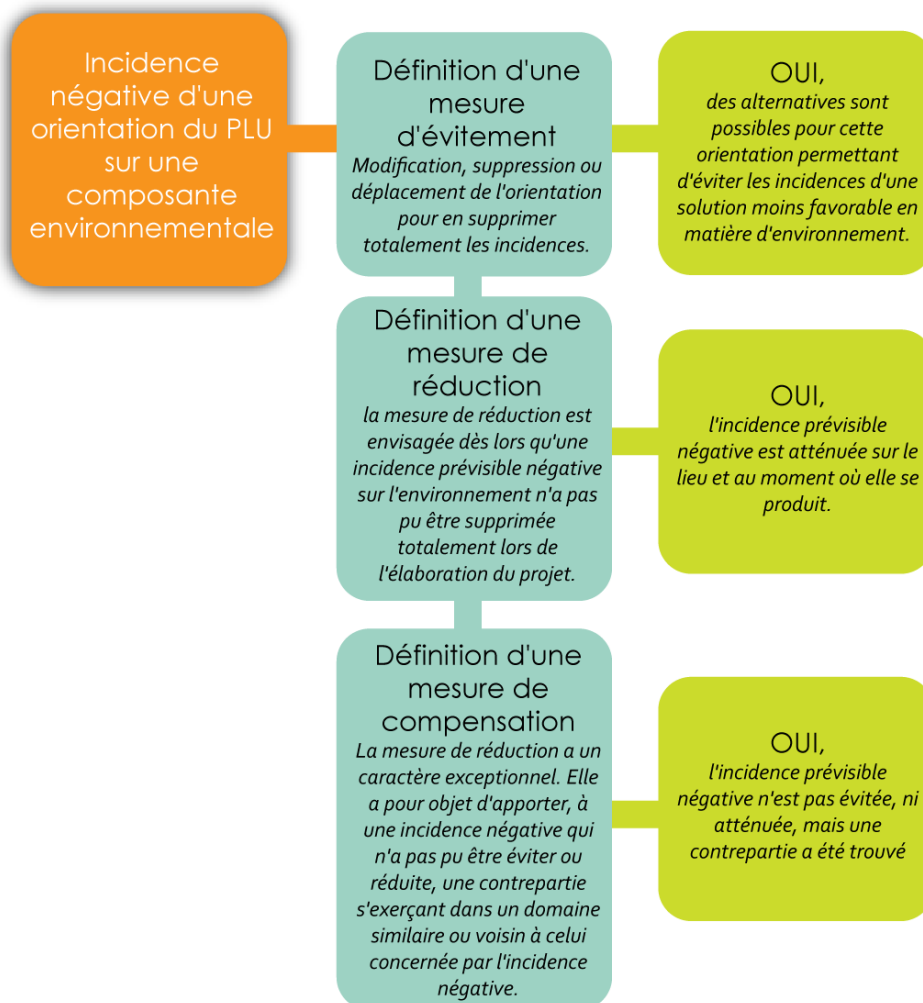 Incidence
négative d'une
orientation du PLU
sur une
composante
environnementale
Définition d'une
mesure
d'évitement
Modification, suppression ou
déplacement de l'orientation
pour en supprimer
totalement les incidences.
OUI,
des alternatives sont
possibles pour cette
orientation permettant
d'éviter les incidences d'une
solution moins favorable en
matière d'environnement.
Définition d'une
mesure de
réduction
la mesure de réduction est
envisagée dès lors qu'une
incidence prévisible négative
sur l'environnement n'a pas
pu être supprimée
totalement lors de
l'élaboration du projet.
OUI,
l'incidence prévisible
négative est atténuée sur le
lieu et au moment où elle se
produit.
Définition d'une
mesure de
compensation
La mesure de réduction a un
caractère exceptionnel. Elle
a pour objet d'apporter, à
une incidence négative qui
n'a pas pu être éviter ou
réduite, une contrepartie
s'exerçant dans un domaine
similaire ou voisin à celui
concernée par l'incidence
négative.
OUI,
l'incidence prévisible
négative n'est pas évitée, ni
atténuée, mais une
contrepartie a été trouvé